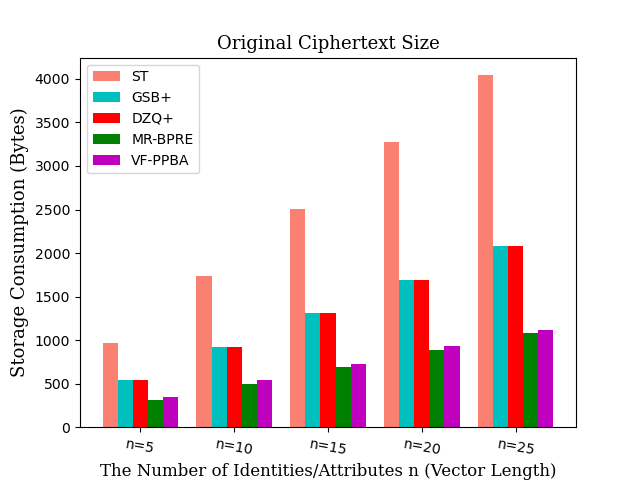 Original Ciphertext Size
Storage Consumption (Bytes)
4000
3500
3000
2500
2000
1500
1000
500
0
ST
GSB+
DZQ+
MR-BPRE
VF-PPBA
n=5
n=10
n=15
n=20
n=25
The Number of Identities/Attributes n (Vector Length)